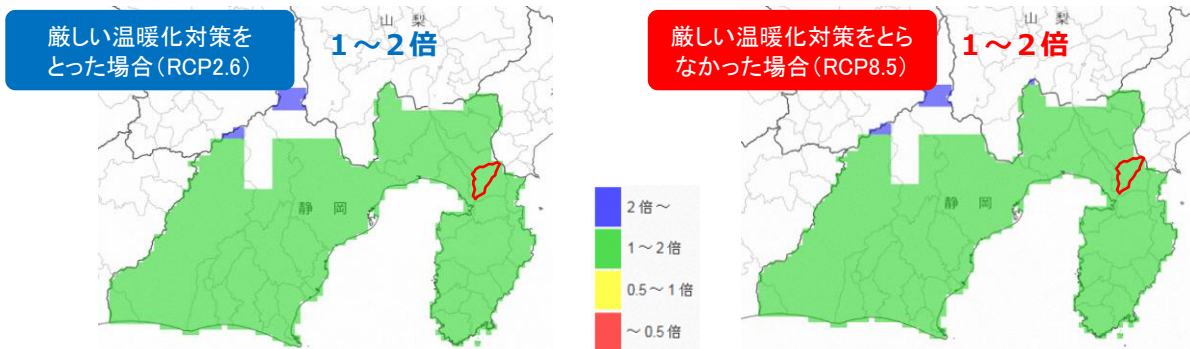 厳しい温暖化対策を
とった場合（RCP2.6）
1～2倍
山 梨
静 岡
厳しい温暖化対策をとら
なかった場合（RCP8.5）
1～2倍
山 梨
静 岡
2 倍～
1～2 倍
0.5～1 倍
～0.5 倍